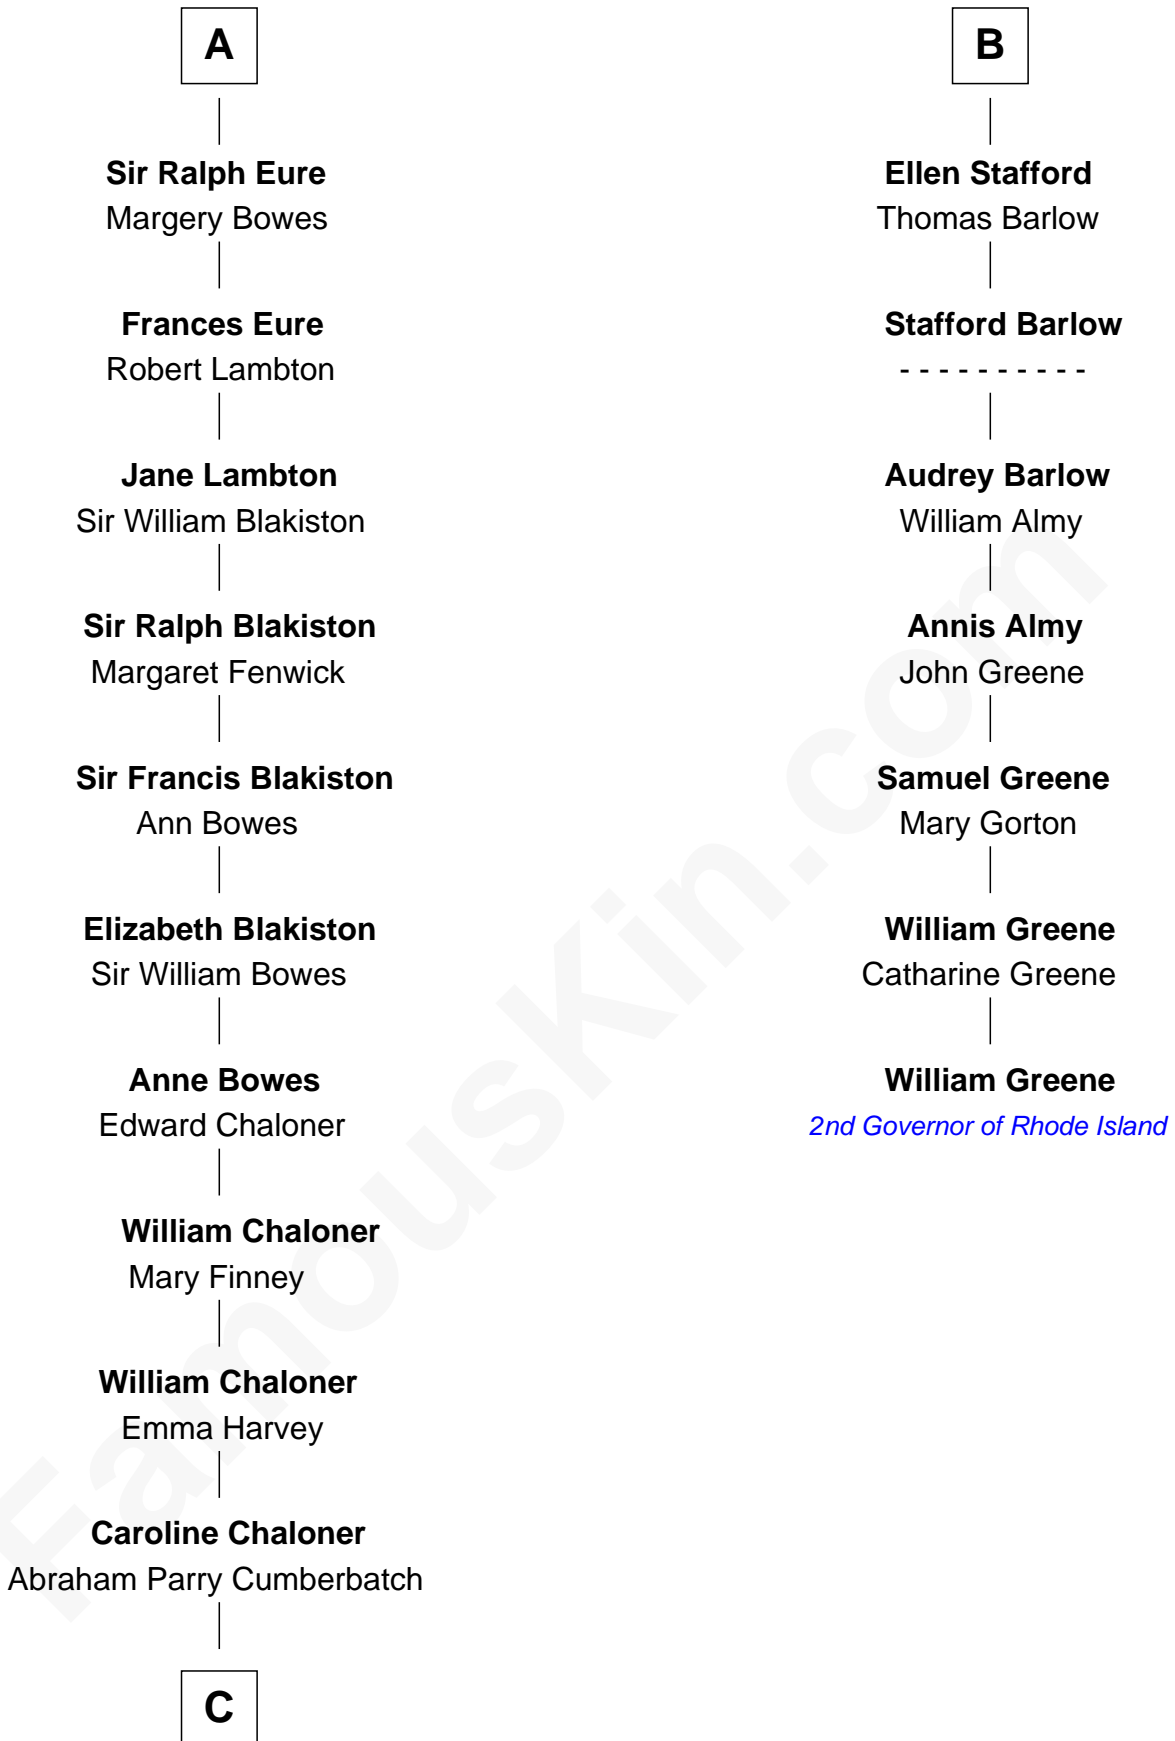 A
Sir Ralph Eure
Margery Bowes
Frances Eure
Robert Lambton
Jane Lambton
Sir William Blakiston
Sir Ralph Blakiston
Margaret Fenwick
Sir Francis Blakiston
Ann Bowes
Elizabeth Blakiston
Sir William Bowes
Anne Bowes
Edward Chaloner
William Chaloner
Mary Finney
William Chaloner
Emma Harvey
Caroline Chaloner
Abraham Parry Cumberbatch
C
B
Ellen Stafford
Thomas Barlow
Stafford Barlow
- - - - - - - - - -
Audrey Barlow
William Almy
Annis Almy
John Greene
Samuel Greene
Mary Gorton
William Greene
Catharine Greene
William Greene
2nd Governor of Rhode Island
FamousKin.com